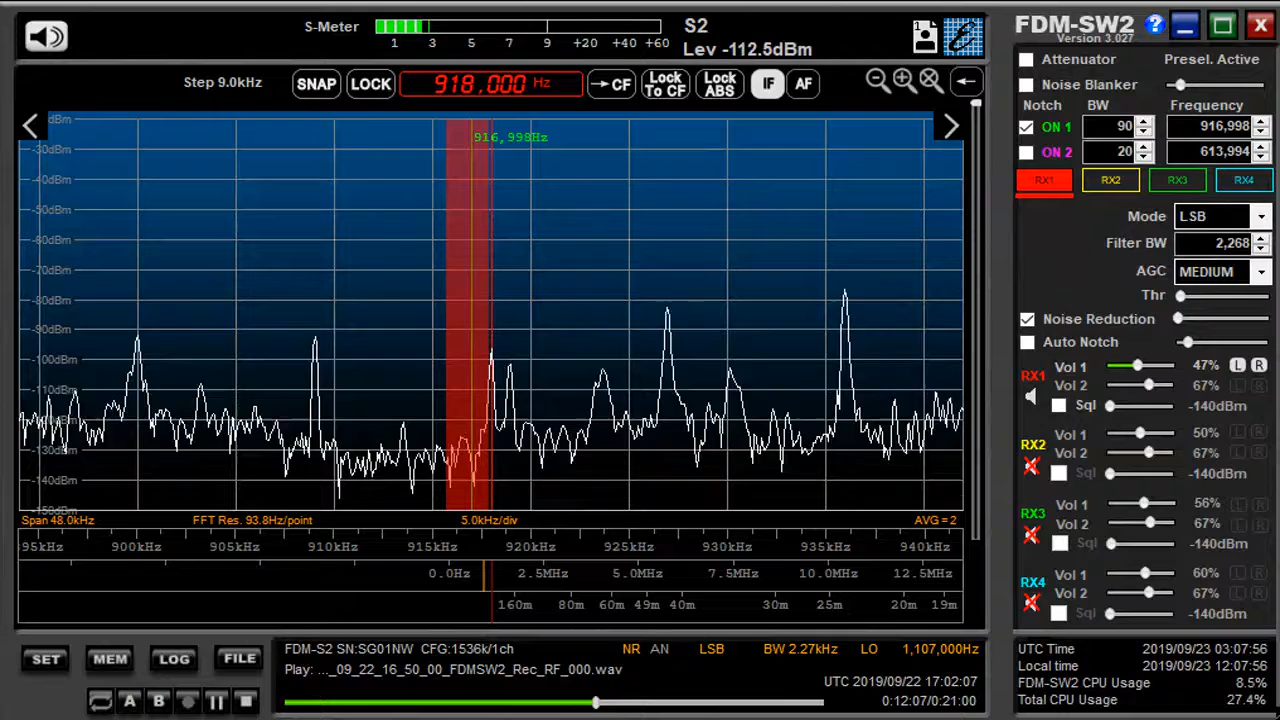 S-Meter
1 3 5 7 9 +20 +40 +60
S2
Lev -112.5dBm
1
FDM-SW2
Version 3.027
?
Step 9.0kHz
SNAP
LOCK
918.000 Hz
→CF
Lock To CF
Lock ABS
IF
AF
916,998Hz
-30dBm
-40dBm
-50dBm
-60dBm
-70dBm
-80dBm
-90dBm
-100dBm
-110dBm
-120dBm
-130dBm
-140dBm
-150dBm
Span 48.0kHz
FFT Res. 93.8Hz/point
5.0kHz/div
AVG = 2
95kHz 900kHz 905kHz 910kHz 915kHz 920kHz 925kHz 930kHz 935kHz 940kHz
0.0Hz 2.5MHz 5.0MHz 7.5MHz 10.0MHz 12.5MHz
160m 80m 60m 49m 40m 30m 25m 20m 19m
Attenuator
Presel. Active
Noise Blanker
Notch BW Frequency
ON 1 90 916,998
ON 2 20 613,994
RX1 RX2 RX3 RX4
Mode LSB
Filter BW 2,268
AGC MEDIUM
Thr
Noise Reduction
Auto Notch
RX1
Vol 1 47% L R
Vol 2 67% L R
Sql -140dBm
RX2
Vol 1 50% L R
Vol 2 67% L R
Sql -140dBm
RX3
Vol 1 56% L R
Vol 2 67% L R
Sql -140dBm
RX4
Vol 1 60% L R
Vol 2 67% L R
Sql -140dBm
SET
MEM
LOG
FILE
A
B
FDM-S2 SN:SG01NW CFG:1536k/1ch NR AN LSB BW 2.27kHz LO 1,107,000Hz
Play: ..._09_22_16_50_00_FDMSW2_Rec_RF_000.wav
UTC 2019/09/22 17:02:07
0:12:07/0:21:00
UTC Time 2019/09/23 03:07:56
Local time 2019/09/23 12:07:56
FDM-SW2 CPU Usage 8.5%
Total CPU Usage 27.4%